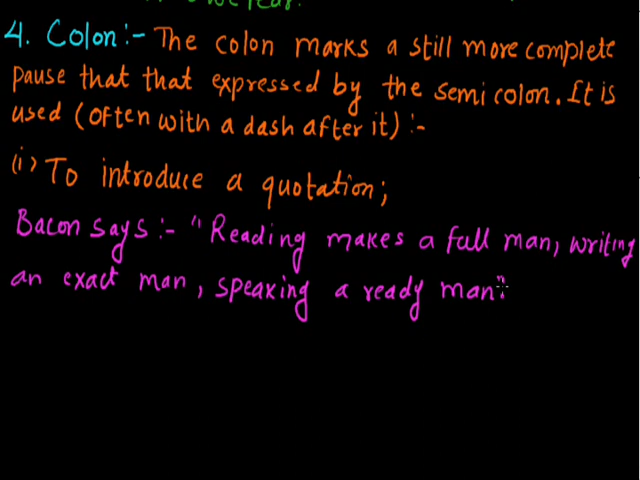 4. Colon:- The colon marks a still more complete
pause that that expressed by the semi colon. It is
used (often with a dash after it) :-
(i) To introduce a quotation;
Bacon says :- "Reading makes a full man, writing
an exact man, speaking a ready man"